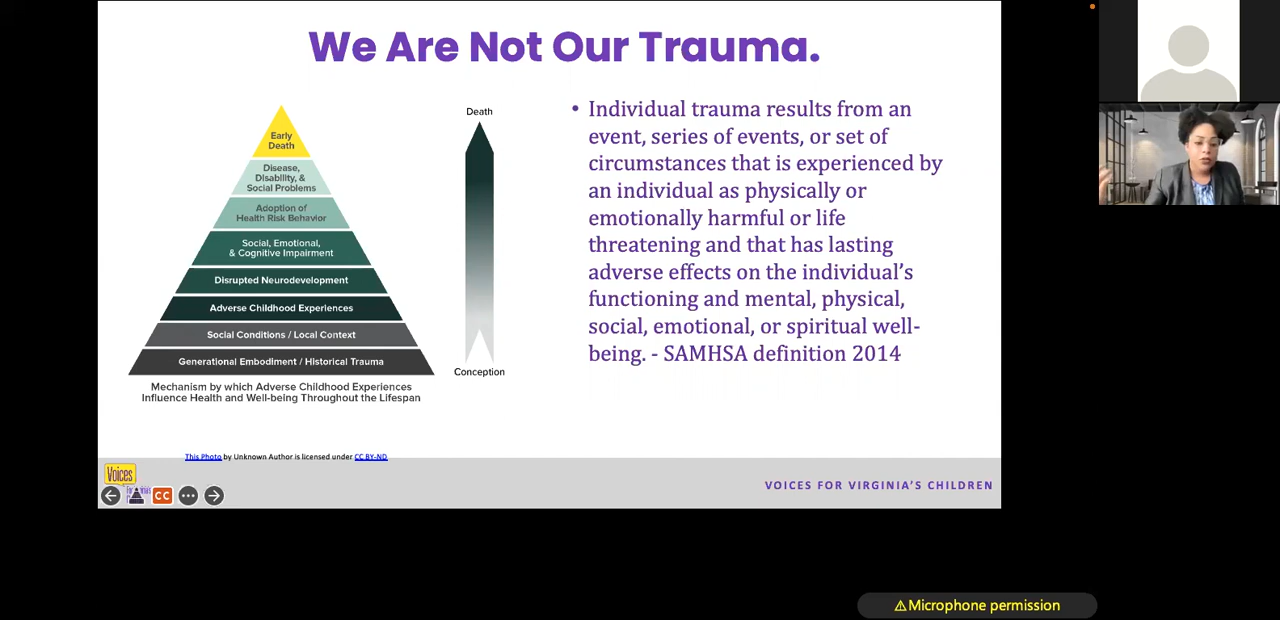 We Are Not Our Trauma.
Early
Death
Disease,
Disability, &
Social Problems
Adoption of
Health Risk Behavior
Social, Emotional,
& Cognitive Impairment
Disrupted Neurodevelopment
Adverse Childhood Experiences
Social Conditions / Local Context
Generational Embodiment / Historical Trauma
Mechanism by which Adverse Childhood Experiences
Influence Health and Well-being Throughout the Lifespan
Death
Conception
• Individual trauma results from an
event, series of events, or set of
circumstances that is experienced by
an individual as physically or
emotionally harmful or life
threatening and that has lasting
adverse effects on the individual’s
functioning and mental, physical,
social, emotional, or spiritual well-
being. - SAMHSA definition 2014
This Photo by Unknown Author is licensed under CC BY-ND
Voices
CC
VOICES FOR VIRGINIA’S CHILDREN
Microphone permission